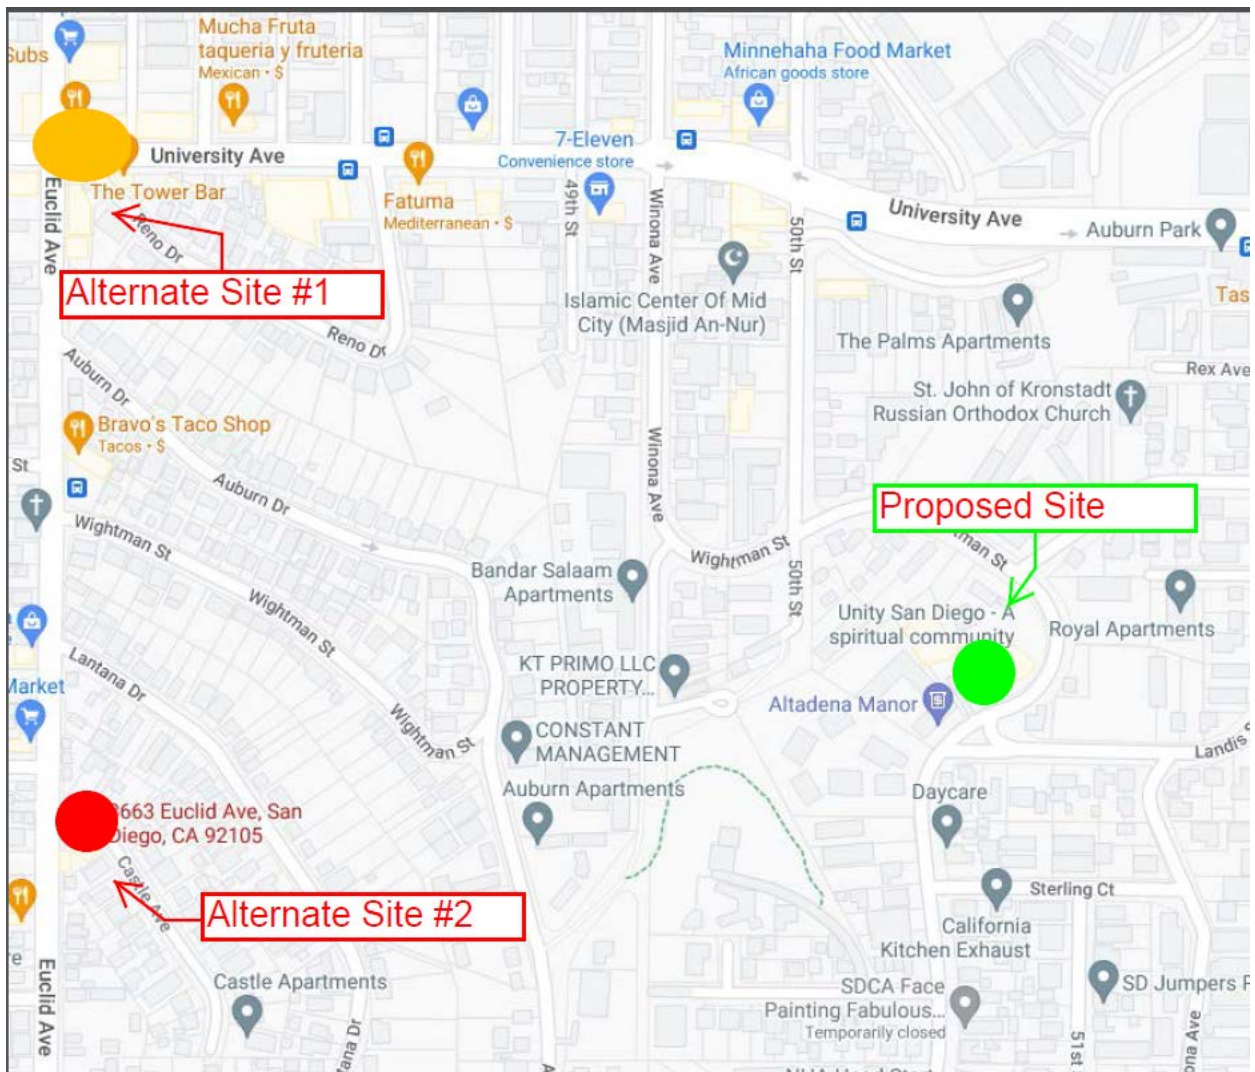 Mucha Fruta
taqueria y fruteria
Mexican · $
Subs
Minnehaha Food Market
African goods store
7-Eleven
Convenience store
University Ave
The Tower Bar
Fatuma
Mediterranean · $
49th St
Winona Ave
50th St
University Ave
Auburn Park
Euclid Ave
Reno Dr
Alternate Site #1
Islamic Center Of Mid
City (Masjid An-Nur)
Reno Dr
The Palms Apartments
Rex Ave
Auburn Dr
St. John of Kronstadt
Russian Orthodox Church
Bravo's Taco Shop
Tacos · $
St
Auburn Dr
Winona Ave
Proposed Site
Wightman St
Wightman St
St
Bandar Salaam
Apartments
50th St
Wightman St
Unity San Diego - A
spiritual community
Royal Apartments
Lantana Dr
KT PRIMO LLC
PROPERTY...
Market
Altadena Manor
Wightman St
CONSTANT
MANAGEMENT
Landis
Auburn Apartments
Daycare
663 Euclid Ave, San
Diego, CA 92105
Castle Ave
Sterling Ct
Alternate Site #2
California
Kitchen Exhaust
Euclid Ave
Castle Apartments
SDCA Face
Painting Fabulous...
Temporarily closed
SD Jumpers
51st